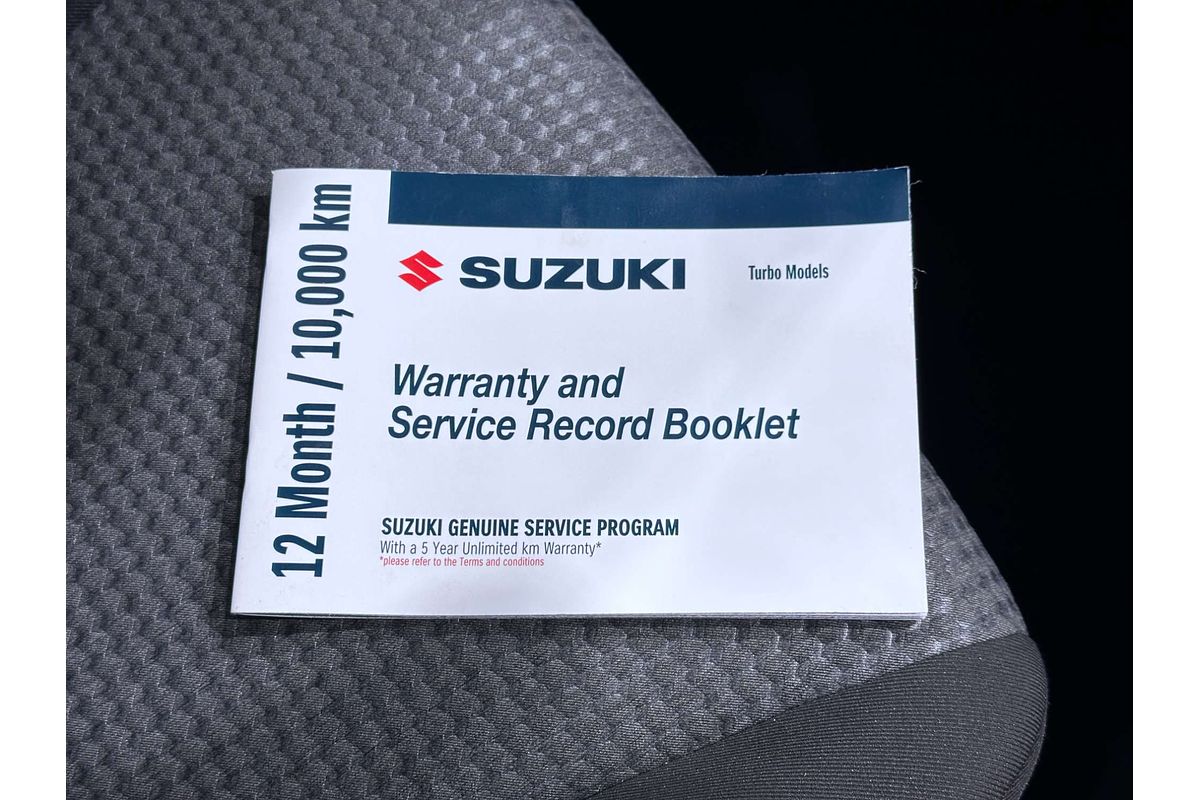 12 Month / 10,000 km
SUZUKI
Turbo Models
Warranty and
Service Record Booklet
SUZUKI GENUINE SERVICE PROGRAM
With a 5 Year Unlimited km Warranty*
*please refer to the Terms and conditions